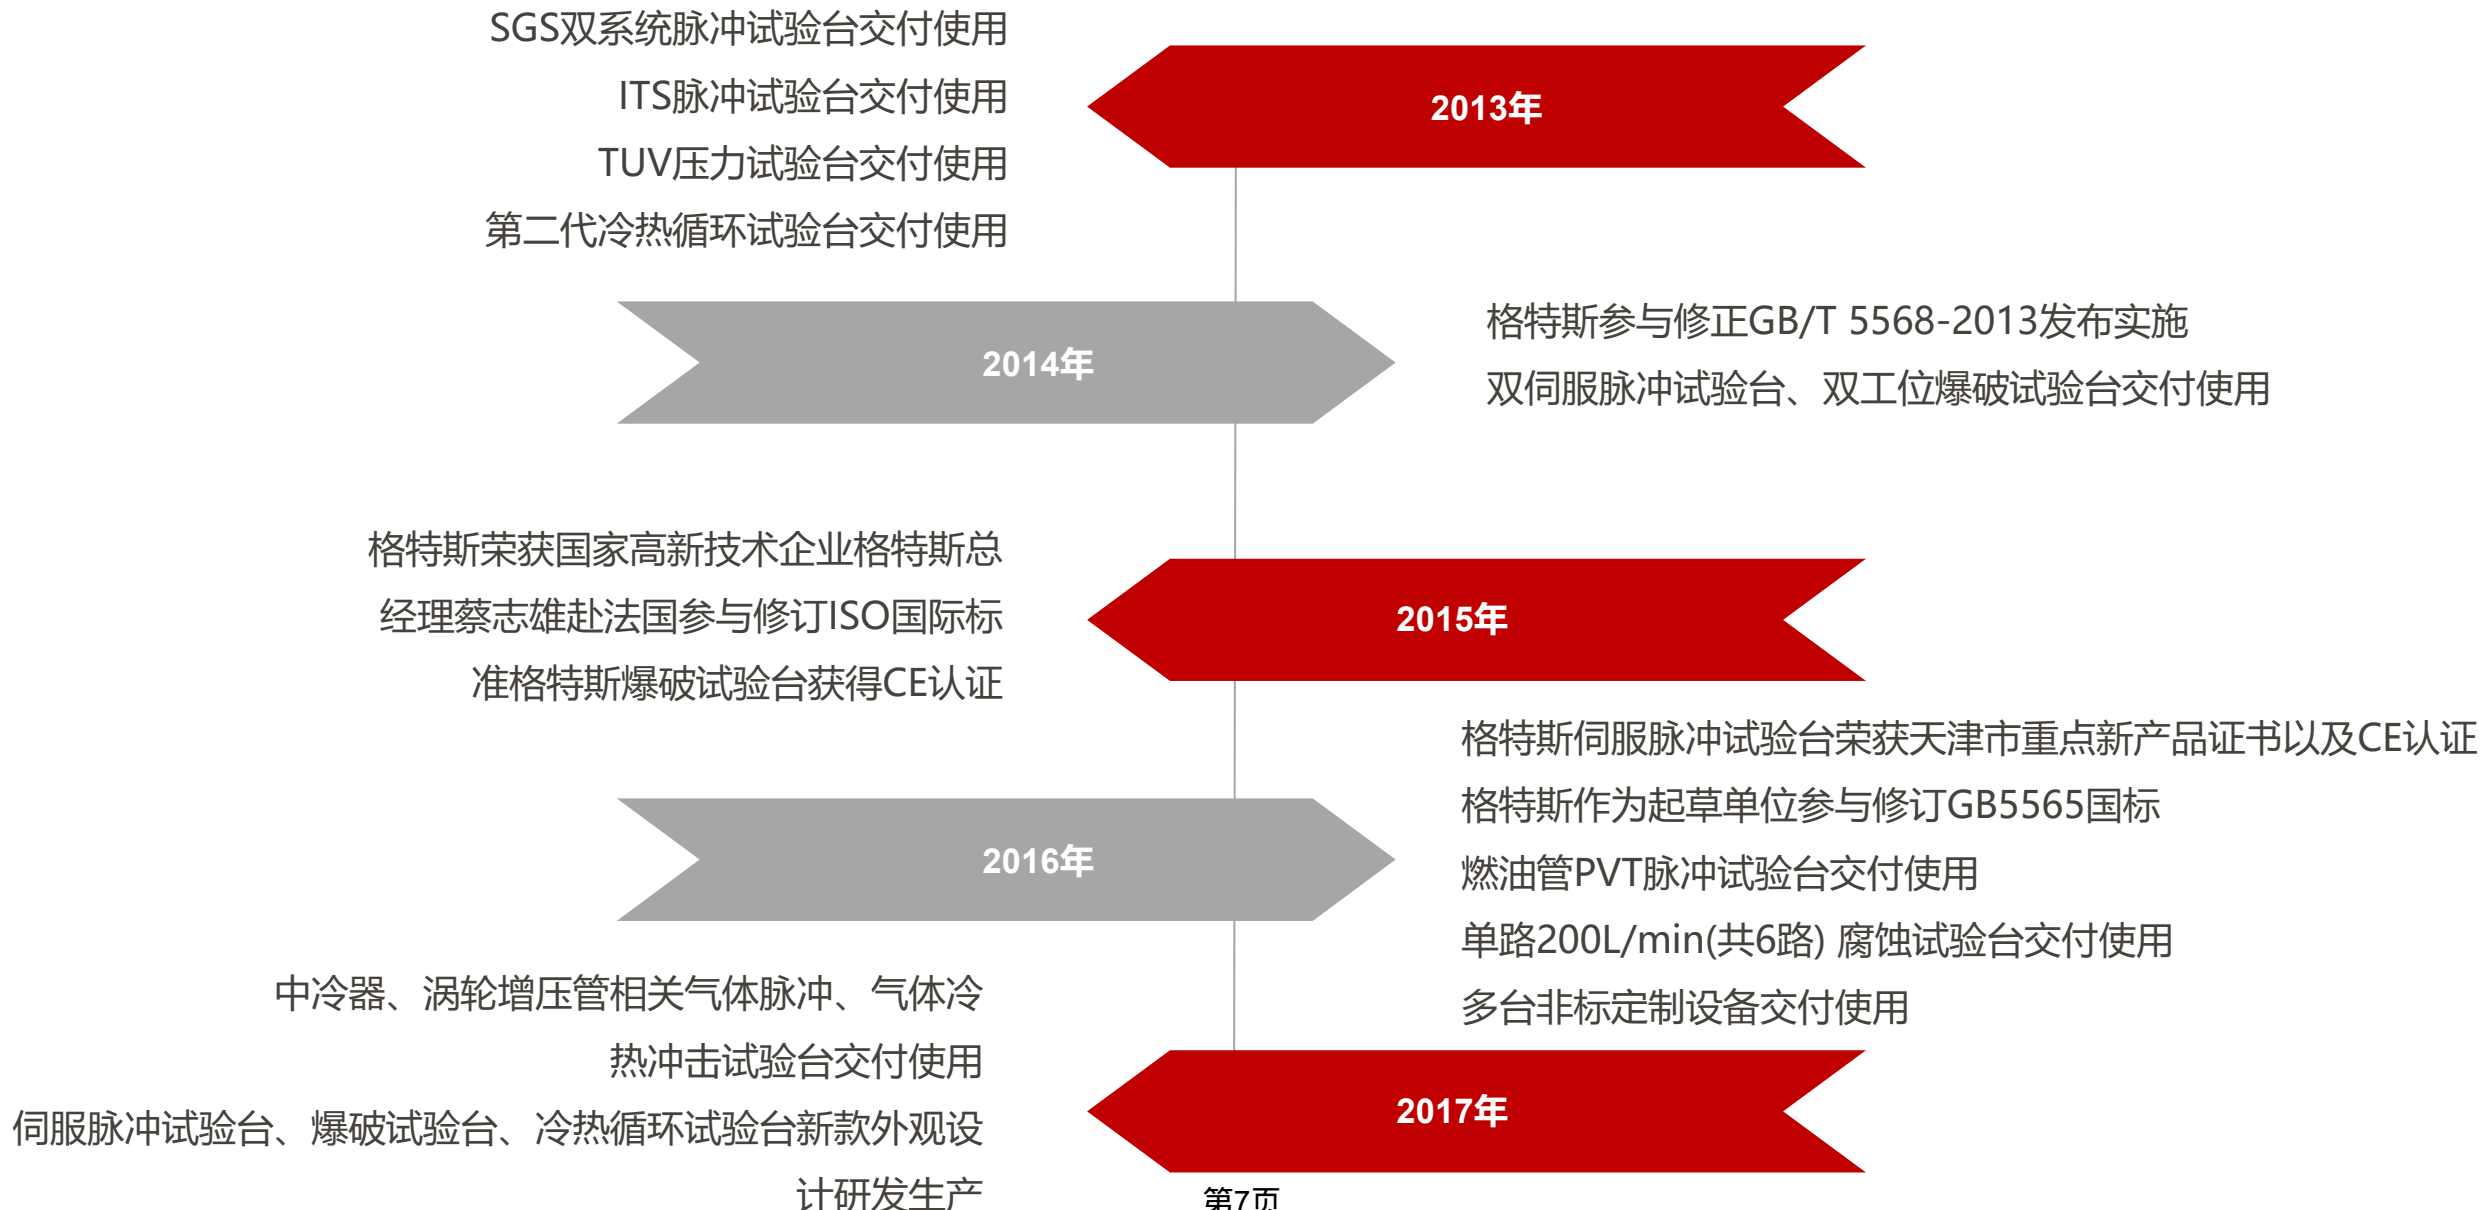 SGS双系统脉冲试验台交付使用
ITS脉冲试验台交付使用
TUV压力试验台交付使用
第二代冷热循环试验台交付使用
2013年
2014年
格特斯参与修正GB/T 5568-2013发布实施
双伺服脉冲试验台、双工位爆破试验台交付使用
格特斯荣获国家高新技术企业格特斯总
经理蔡志雄赴法国参与修订ISO国际标
准格特斯爆破试验台获得CE认证
2015年
2016年
格特斯伺服脉冲试验台荣获天津市重点新产品证书以及CE认证
格特斯作为起草单位参与修订GB5565国标
燃油管PVT脉冲试验台交付使用
单路200L/min(共6路) 腐蚀试验台交付使用
多台非标定制设备交付使用
中冷器、涡轮增压管相关气体脉冲、气体冷
热冲击试验台交付使用
伺服脉冲试验台、爆破试验台、冷热循环试验台新款外观设
计研发生产
2017年
第7页